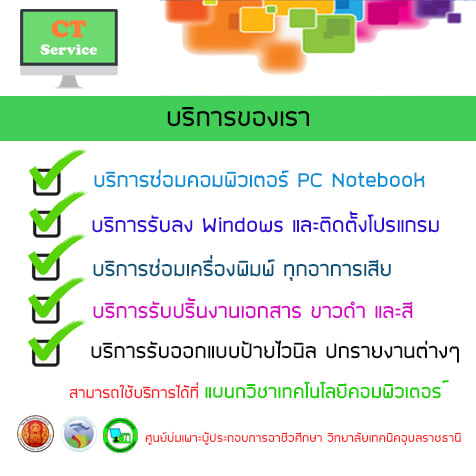 CT
Service
บริการของเรา
บริการซ่อมคอมพิวเตอร์ PC Notebook
บริการรับลง Windows และติดตั้งโปรแกรม
บริการซ่อมเครื่องพิมพ์ ทุกอาการเสีย
บริการรับปริ้นงานเอกสาร ขาวดำ และสี
บริการรับออกแบบป้ายไวนิล ปกรายงานต่างๆ
สามารถใช้บริการได้ที่ แผนกวิชาเทคโนโลยีคอมพิวเตอร์
ศูนย์บ่มเพาะผู้ประกอบการอาชีวศึกษา วิทยาลัยเทคนิคอุบลราชธานี